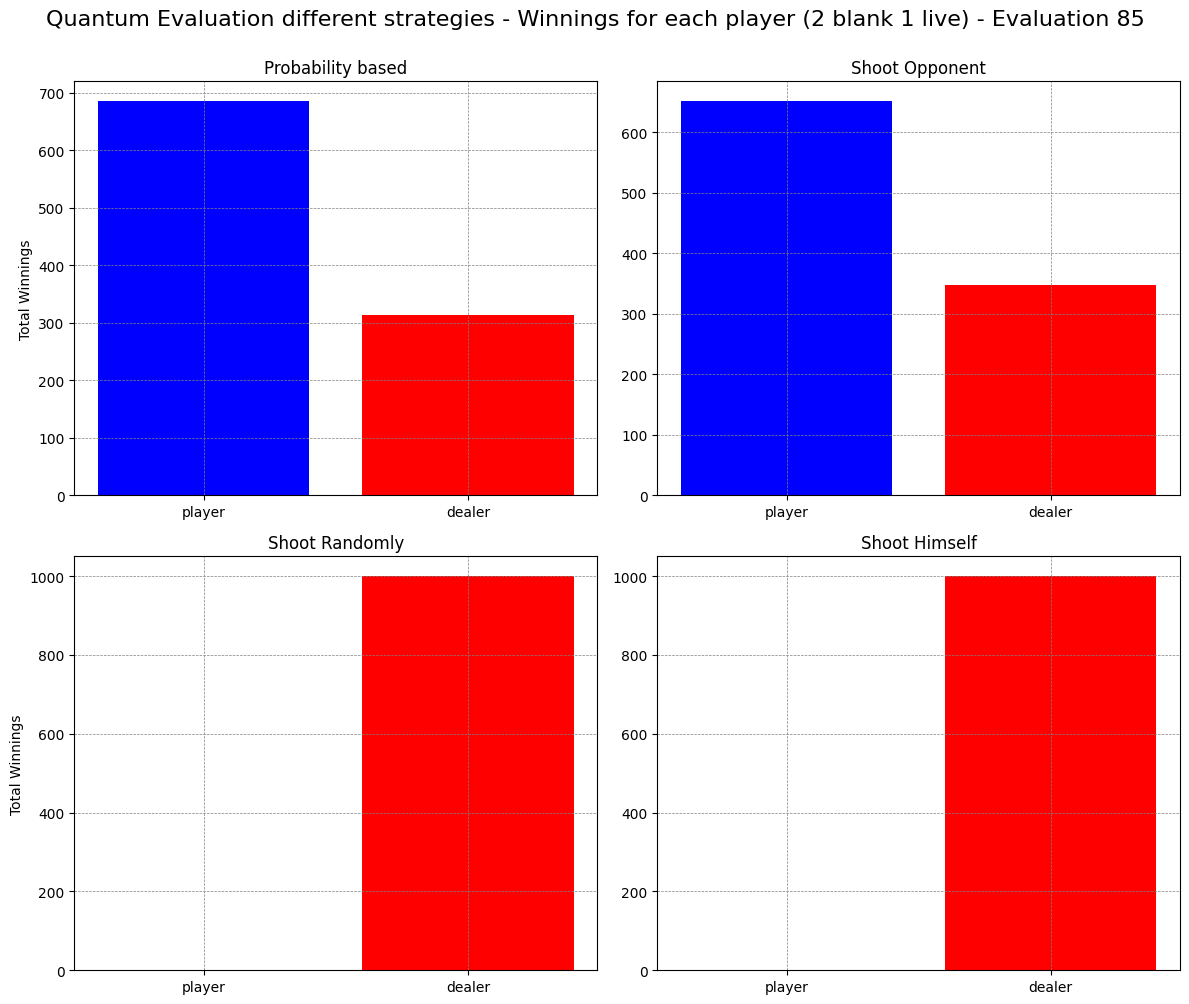 Quantum Evaluation different strategies - Winnings for each player (2 blank 1 live) - Evaluation 85
Probability based
Total Winnings
700
600
500
400
300
200
100
0
player
dealer
Shoot Opponent
600
500
400
300
200
100
0
player
dealer
Shoot Randomly
Total Winnings
1000
800
600
400
200
0
player
dealer
Shoot Himself
1000
800
600
400
200
0
player
dealer